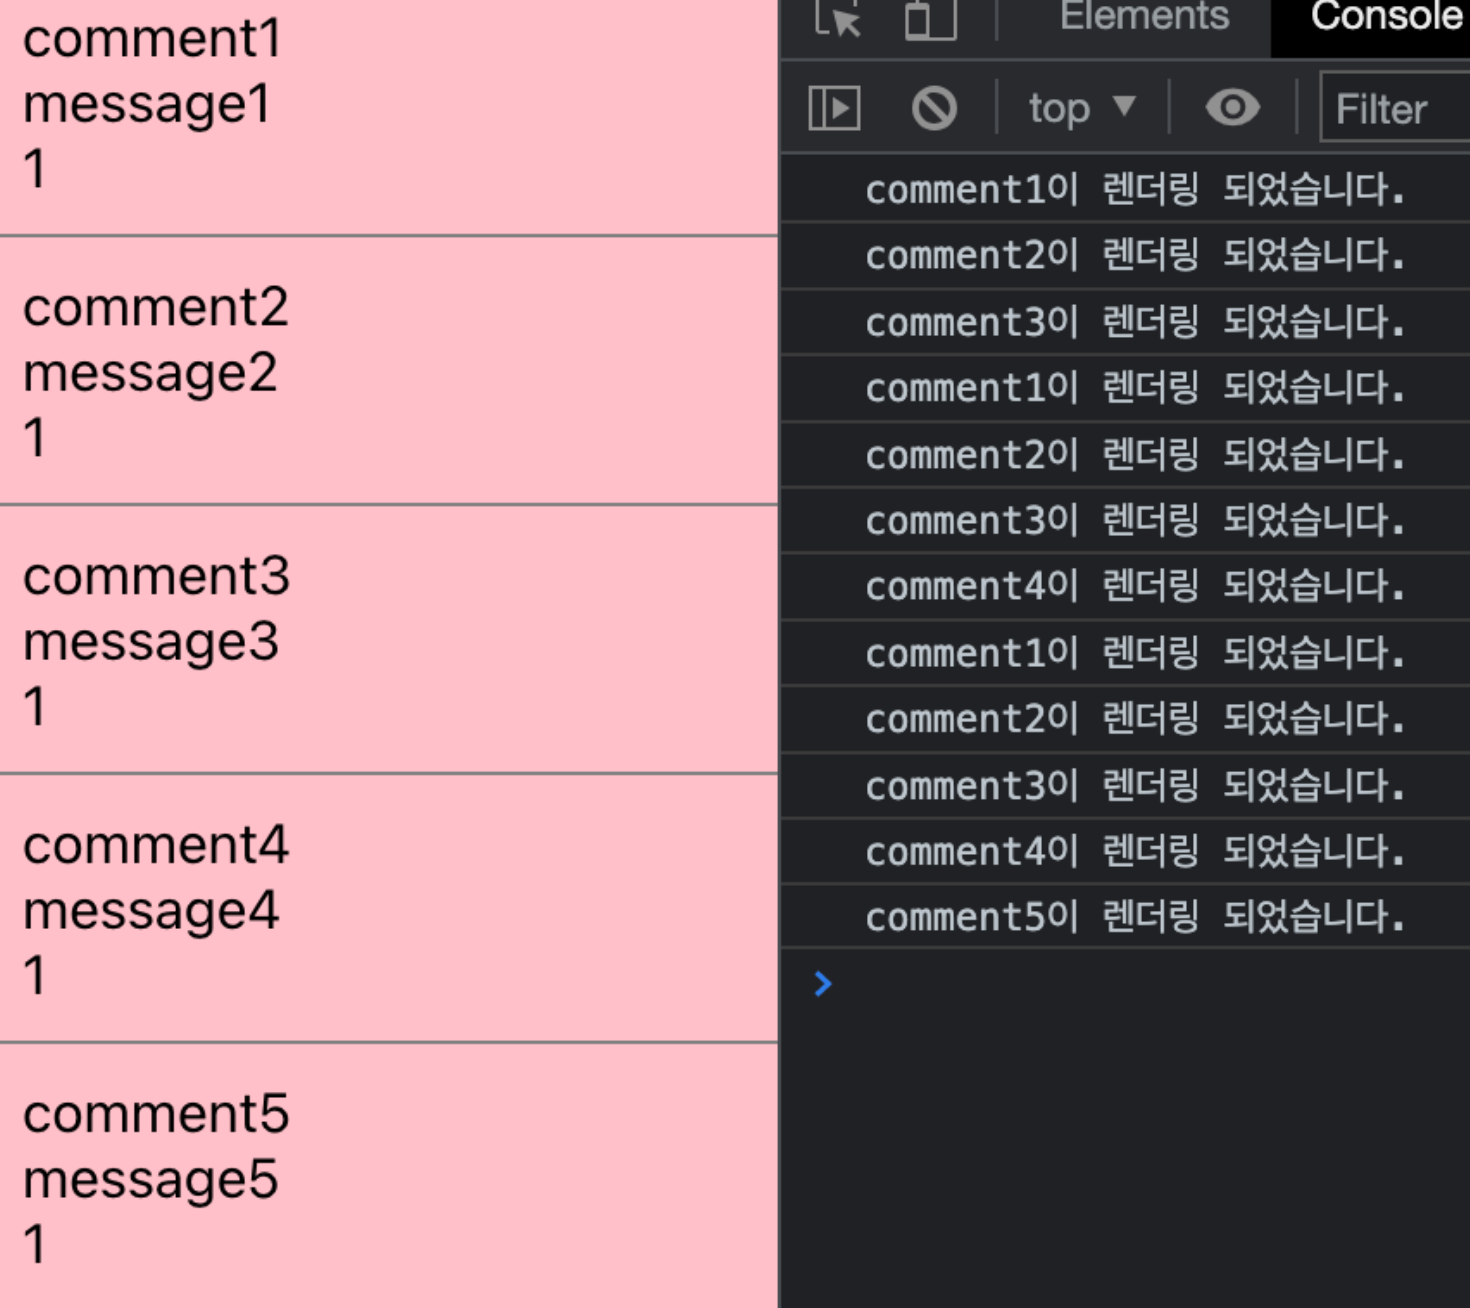 comment1
message1
1
comment2
message2
1
comment3
message3
1
comment4
message4
1
comment5
message5
1
Elements Console
top ▼ Filter
comment1이 렌더링 되었습니다.
comment2이 렌더링 되었습니다.
comment3이 렌더링 되었습니다.
comment1이 렌더링 되었습니다.
comment2이 렌더링 되었습니다.
comment3이 렌더링 되었습니다.
comment4이 렌더링 되었습니다.
comment1이 렌더링 되었습니다.
comment2이 렌더링 되었습니다.
comment3이 렌더링 되었습니다.
comment4이 렌더링 되었습니다.
comment5이 렌더링 되었습니다.